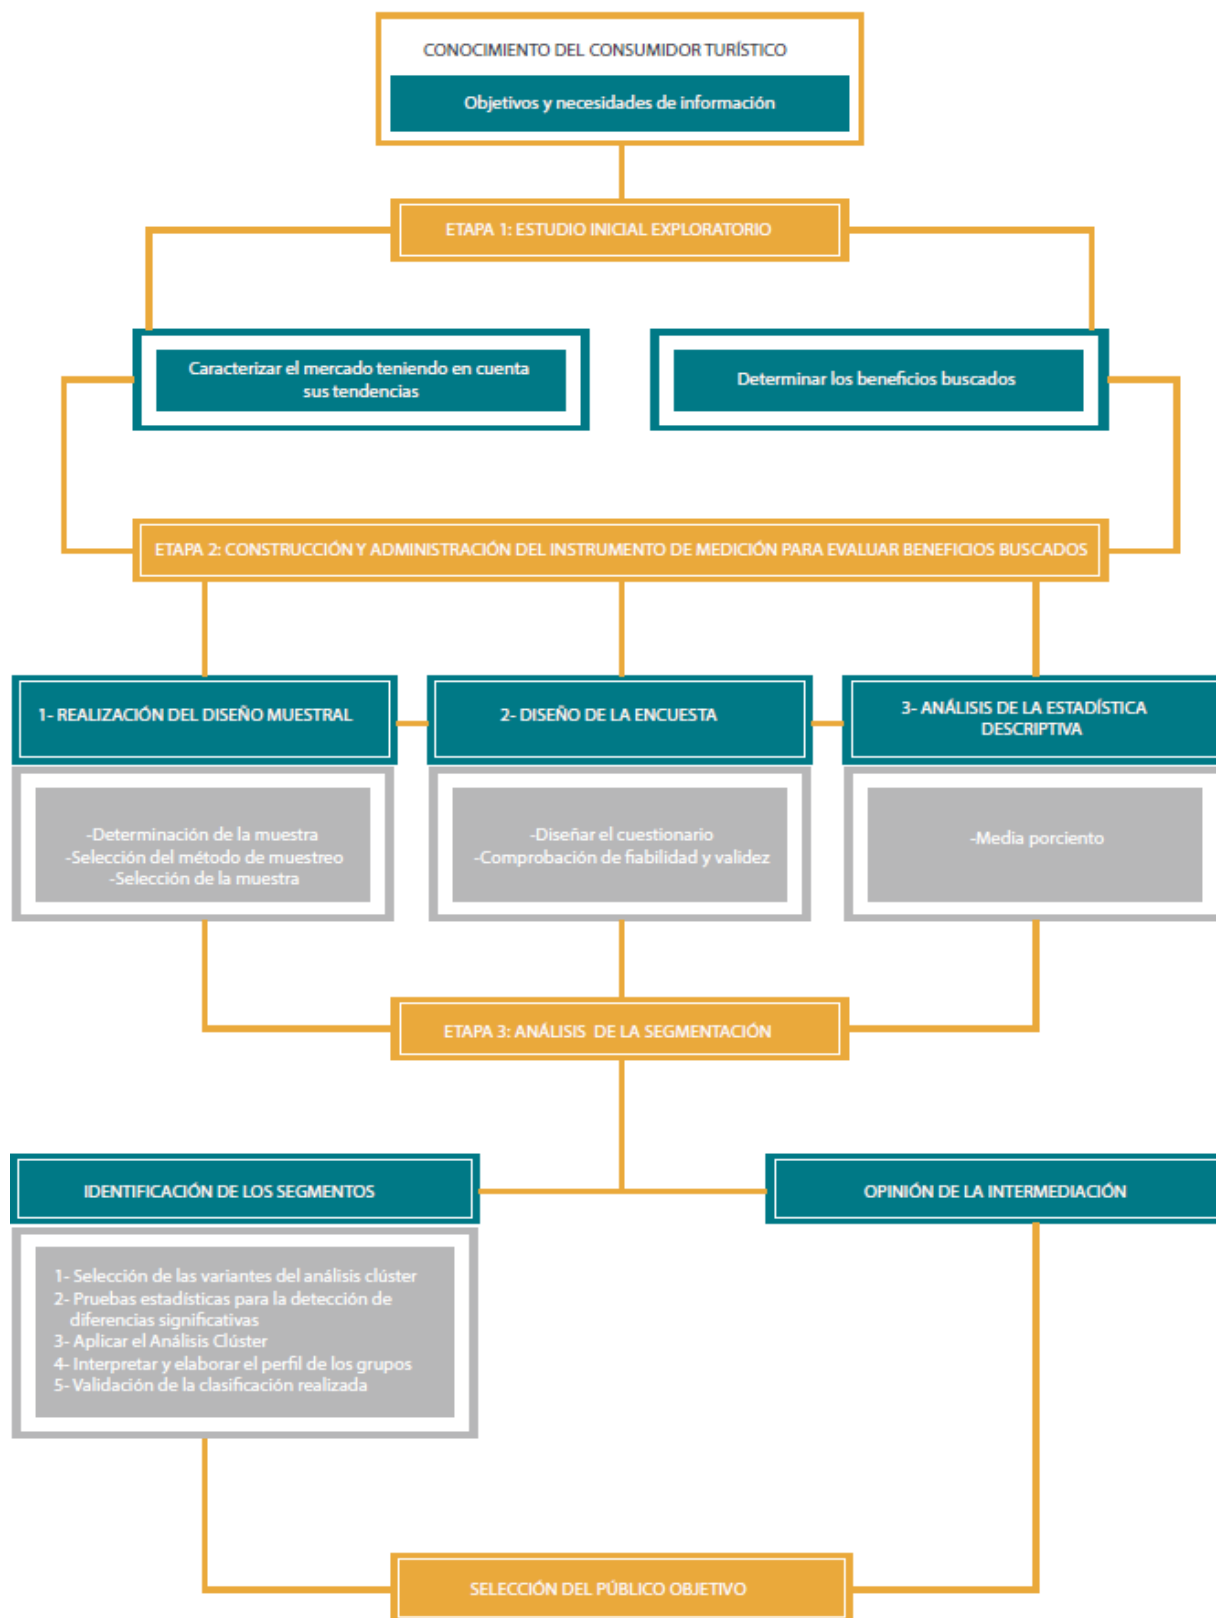 CONOCIMIENTO DEL CONSUMIDOR TURÍSTICO
Objetivos y necesidades de información
ETAPA 1: ESTUDIO INICIAL EXPLORATORIO
Caracterizar el mercado teniendo en cuenta
sus tendencias
Determinar los beneficios buscados
ETAPA 2: CONSTRUCCIÓN Y ADMINISTRACIÓN DEL INSTRUMENTO DE MEDICIÓN PARA EVALUAR BENEFICIOS BUSCADOS
1- REALIZACIÓN DEL DISEÑO MUESTRAL
-Determinación de la muestra
-Selección del método de muestreo
-Selección de la muestra
2- DISEÑO DE LA ENCUESTA
-Diseñar el cuestionario
-Comprobación de fiabilidad y validez
3- ANÁLISIS DE LA ESTADÍSTICA
DESCRIPTIVA
-Media porciento
ETAPA 3: ANÁLISIS DE LA SEGMENTACIÓN
IDENTIFICACIÓN DE LOS SEGMENTOS
1- Selección de las variantes del análisis clúster
2- Pruebas estadísticas para la detección de
diferencias significativas
3- Aplicar el Análisis Clúster
4- Interpretar y elaborar el perfil de los grupos
5- Validación de la clasificación realizada
OPINIÓN DE LA INTERMEDIACIÓN
SELECCIÓN DEL PÚBLICO OBJETIVO